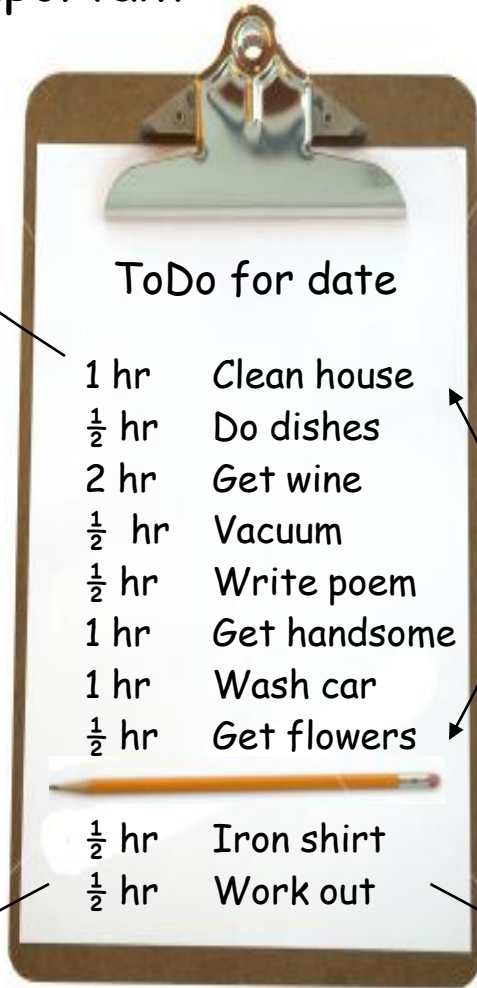 ToDo for date
1 hr Clean house
½ hr Do dishes
2 hr Get wine
½ hr Vacuum
½ hr Write poem
1 hr Get handsome
1 hr Wash car
½ hr Get flowers
½ hr Iron shirt
½ hr Work out